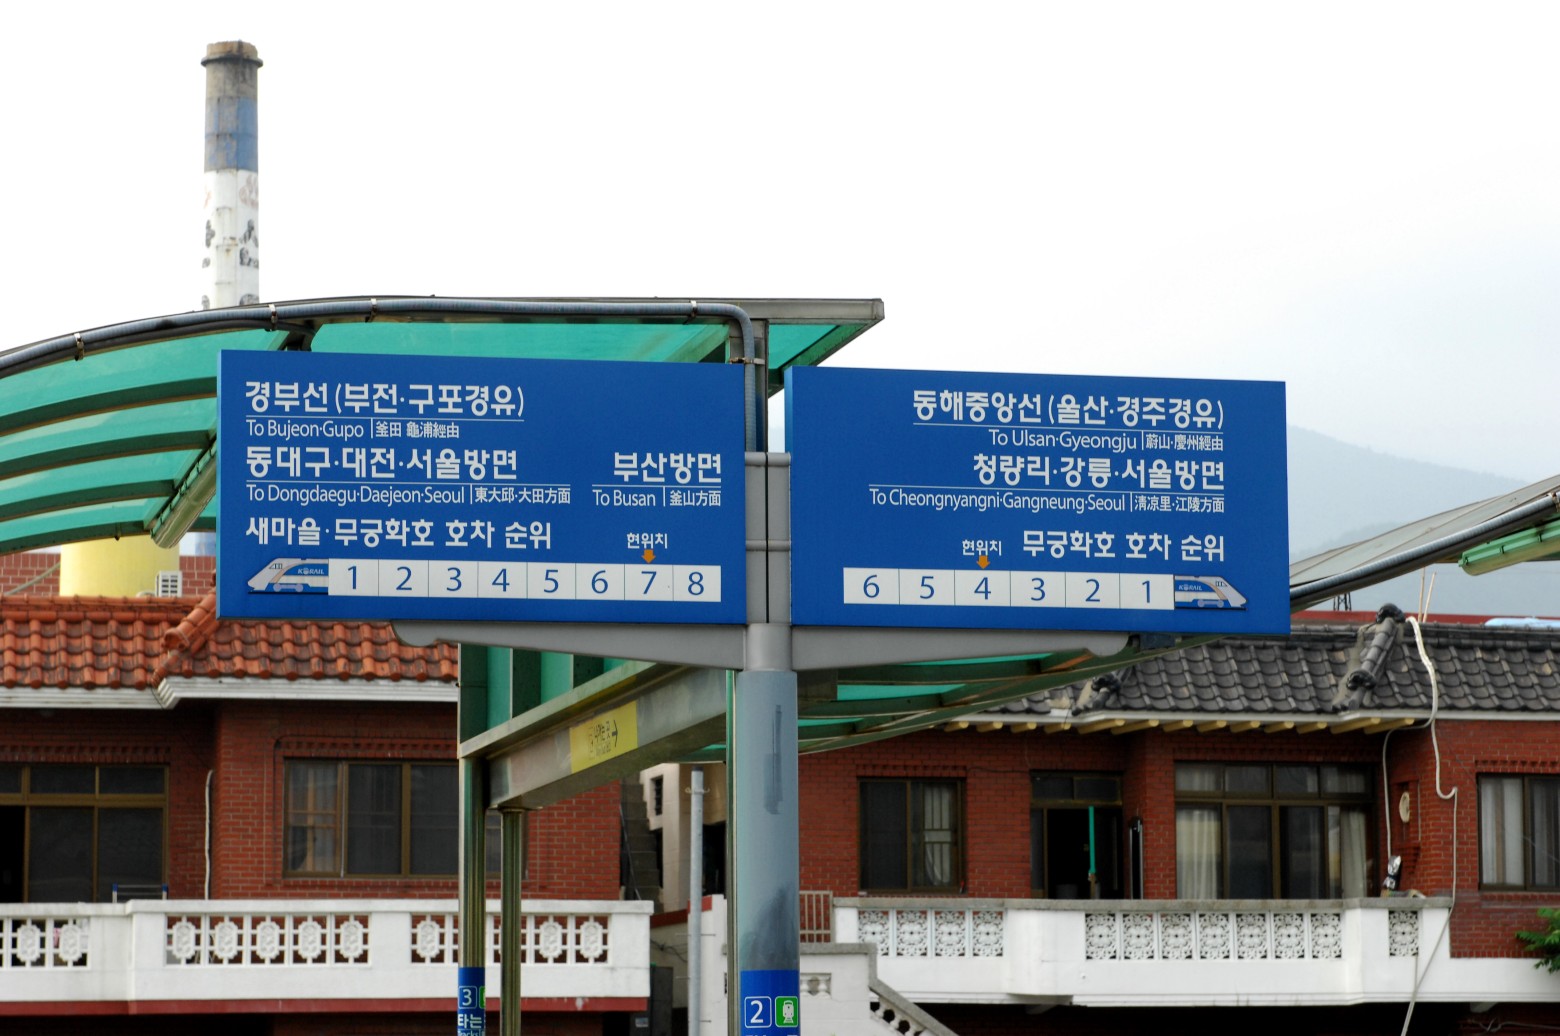 경부선(부전·구포경유)
To Bujeon·Gupo 釜田 龜浦經由
동대구·대전·서울방면
To Dongdaegu·Daejeon·Seoul 東大邱·大田方面
부산방면
To Busan 釜山方面
새마을·무궁화호 호차 순위
현위치
KORAIL
1 2 3 4 5 6 7 8
동해중앙선(울산·경주경유)
To Ulsan·Gyeongju 蔚山·慶州經由
청량리·강릉·서울방면
To Cheongnyangni·Gangneung·Seoul 淸凉里·江陵方面
현위치
무궁화호 호차 순위
6 5 4 3 2 1
KORAIL
3
타는
2